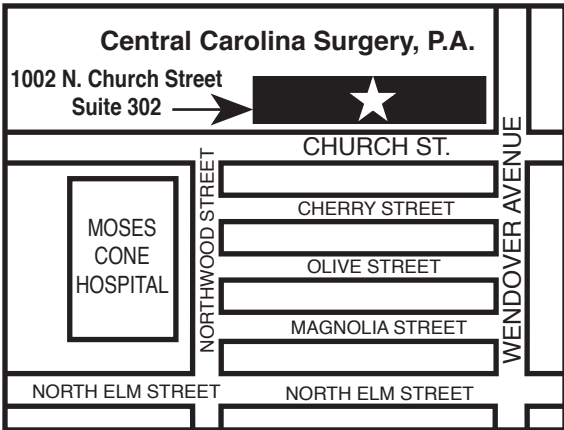 Central Carolina Surgery, P.A.
1002 N. Church Street
Suite 302
CHURCH ST.
NORTHWOOD STREET
WENDOVER AVENUE
CHERRY STREET
MOSES
CONE
HOSPITAL
OLIVE STREET
MAGNOLIA STREET
NORTH ELM STREET
NORTH ELM STREET